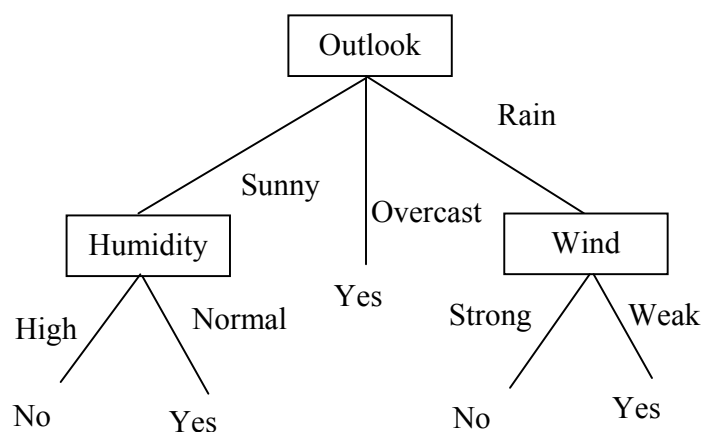 Outlook
Rain
Sunny
Overcast
Humidity
Wind
Yes
High
Normal
Strong
Weak
No
Yes
No
Yes